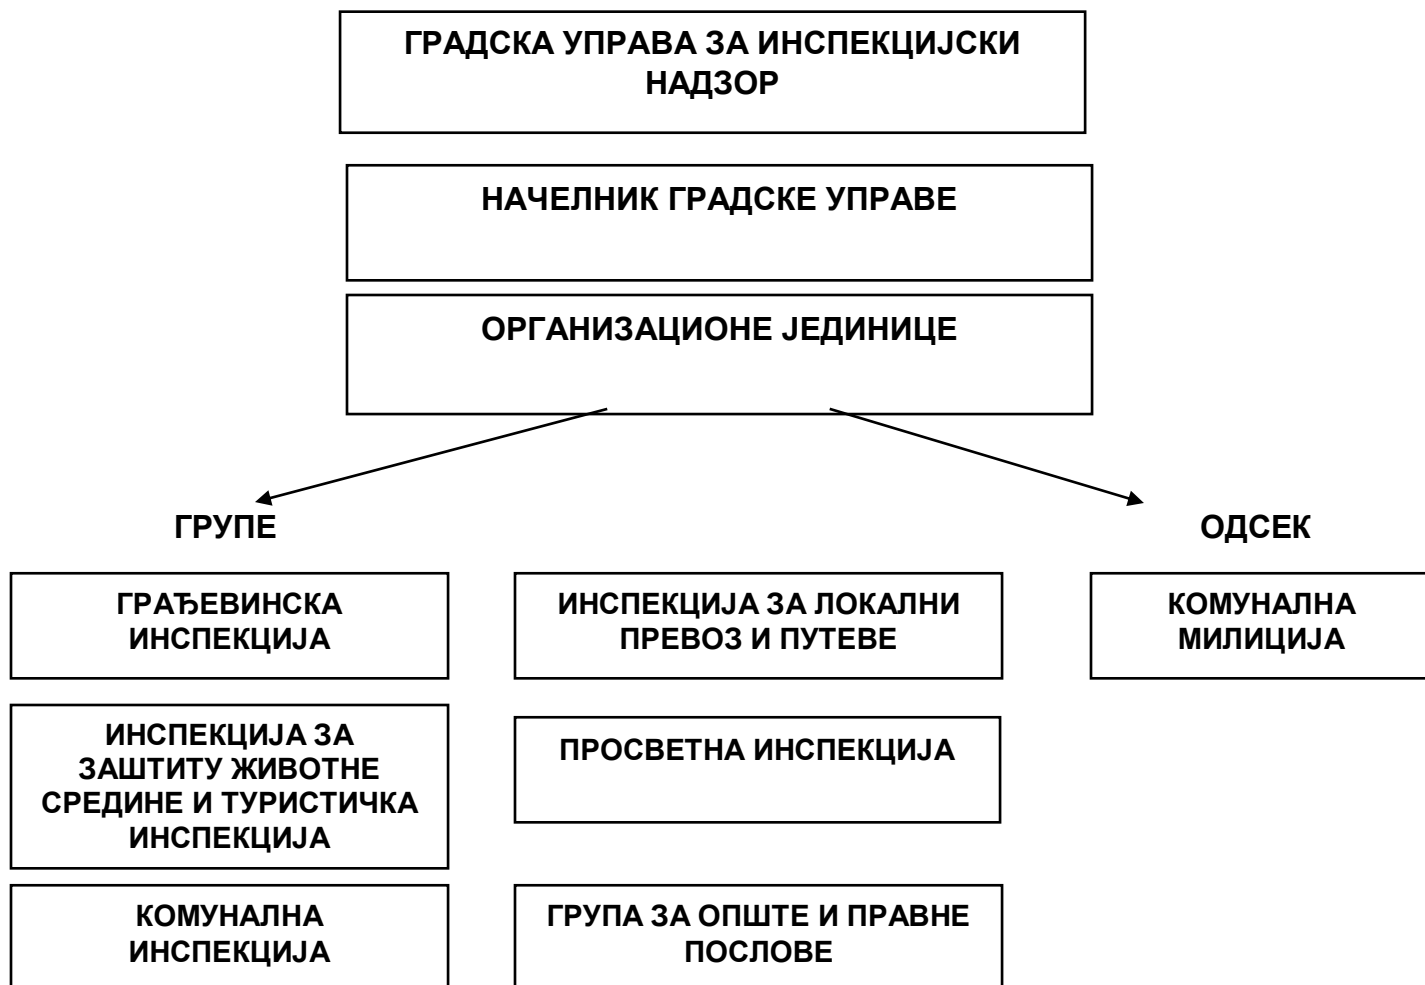 ГРАДСКА УПРАВА ЗА ИНСПЕКЦИЈСКИ
НАДЗОР
НАЧЕЛНИК ГРАДСКЕ УПРАВЕ
ОРГАНИЗАЦИОНЕ ЈЕДИНИЦЕ
ГРУПЕ
ОДСЕК
ГРАЂЕВИНСКА
ИНСПЕКЦИЈА
ИНСПЕКЦИЈА ЗА ЛОКАЛНИ
ПРЕВОЗ И ПУТЕВЕ
КОМУНАЛНА
МИЛИЦИЈА
ИНСПЕКЦИЈА ЗА
ЗАШТИТУ ЖИВОТНЕ
СРЕДИНЕ И ТУРИСТИЧКА
ИНСПЕКЦИЈА
ПРОСВЕТНА ИНСПЕКЦИЈА
КОМУНАЛНА
ИНСПЕКЦИЈА
ГРУПА ЗА ОПШТЕ И ПРАВНЕ
ПОСЛОВЕ